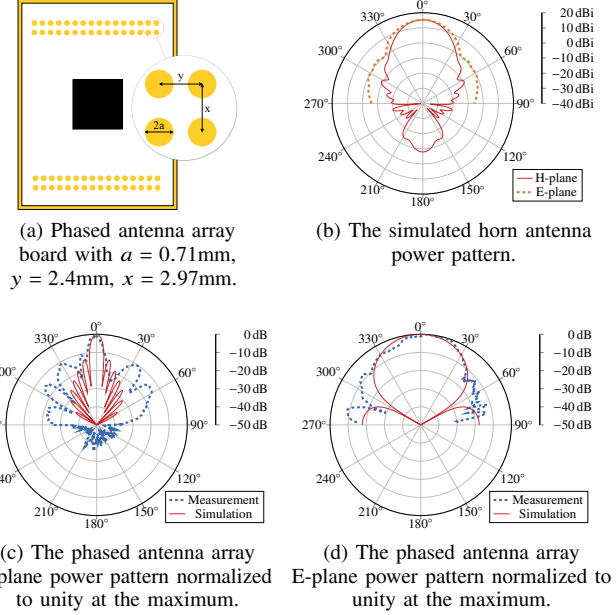 y
x
2a
(a) Phased antenna array
board with a = 0.71mm,
y = 2.4mm, x = 2.97mm.
0°
30°
60°
90°
120°
150°
180°
210°
240°
270°
300°
330°
20 dBi
10 dBi
0 dBi
−10 dBi
−20 dBi
−30 dBi
−40 dBi
H-plane
E-plane
(b) The simulated horn antenna
power pattern.
0°
30°
60°
90°
120°
150°
180°
210°
40°
70°
00°
330°
0 dB
−10 dB
−20 dB
−30 dB
−40 dB
−50 dB
Measurement
Simulation
(c) The phased antenna array
plane power pattern normalized
to unity at the maximum.
0°
30°
60°
90°
120°
150°
180°
210°
240°
270°
300°
330°
0 dB
−10 dB
−20 dB
−30 dB
−40 dB
−50 dB
Measurement
Simulation
(d) The phased antenna array
E-plane power pattern normalized to
unity at the maximum.